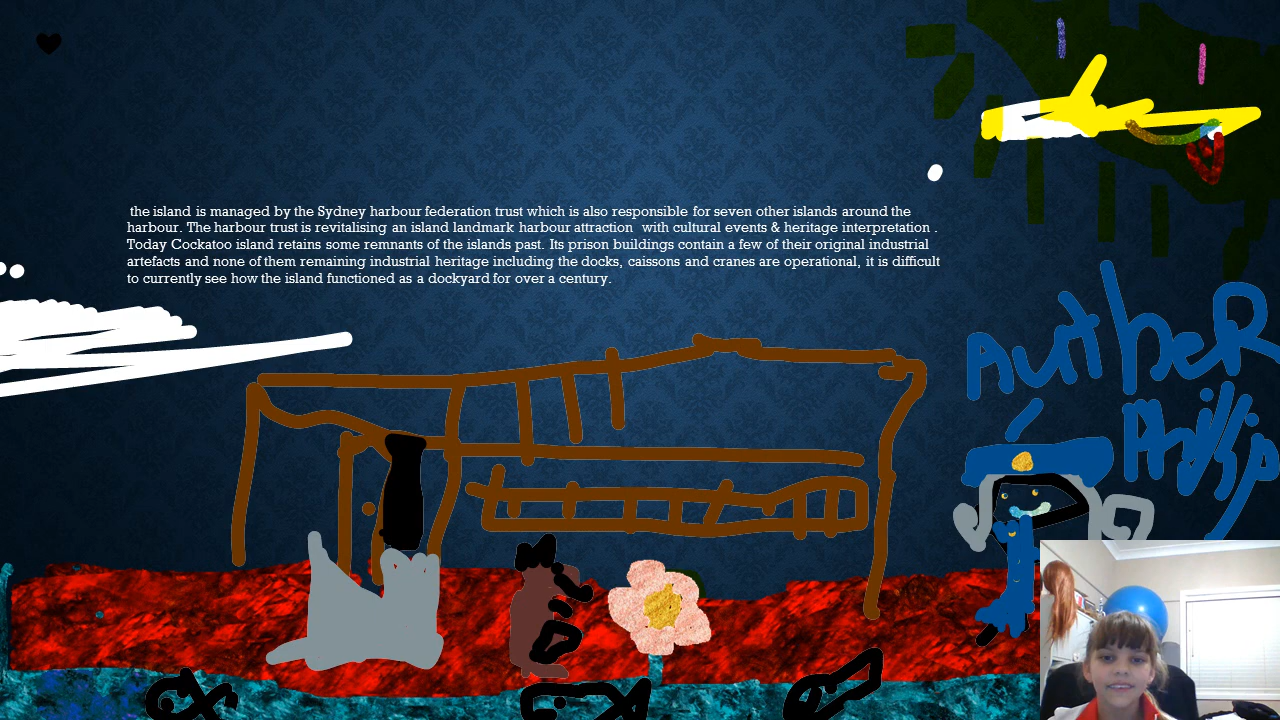 the island is managed by the Sydney harbour federation trust which is also responsible for seven other islands around the
harbour. The harbour trust is revitalising an island landmark harbour attraction with cultural events & heritage interpretation .
Today Cockatoo island retains some remnants of the islands past. Its prison buildings contain a few of their original industrial
artefacts and none of them remaining industrial heritage including the docks, caissons and cranes are operational, it is difficult
to currently see how the island functioned as a dockyard for over a century.
AutheR
Phillip